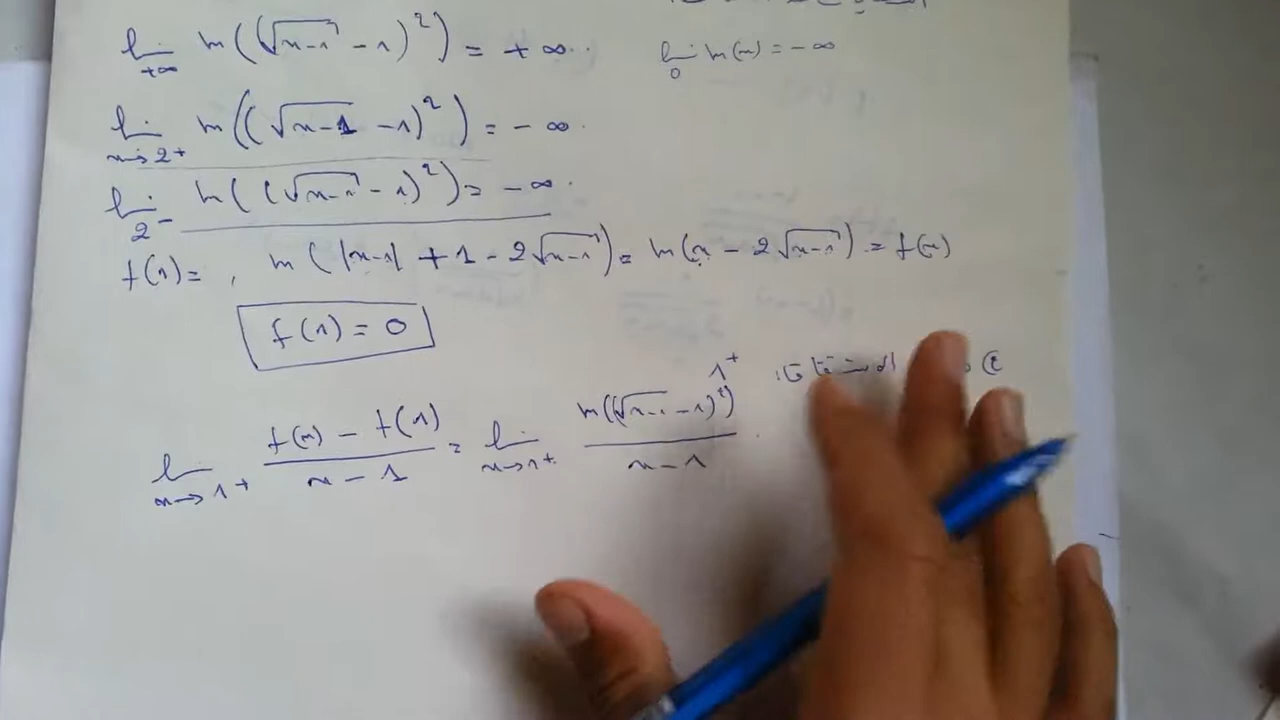 lim +∞ ln((√x-1 - 1)²) = +∞
lim 0 ln(x) = -∞
lim x→2⁺ ln((√x-1 - 1)²) = -∞
lim 2⁻ ln((√x-1 - 1)²) = -∞
f(1) = , ln(|x-1| + 1 - 2√x-1) = ln(x - 2√x-1) = f(x)
f(1) = 0
lim x→1⁺ f(x) - f(1) / x - 1 = lim x→1⁺ ln((√x-1 - 1)²) / x - 1
1⁺